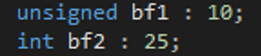 unsigned bf1 : 10;
int bf2 : 25;